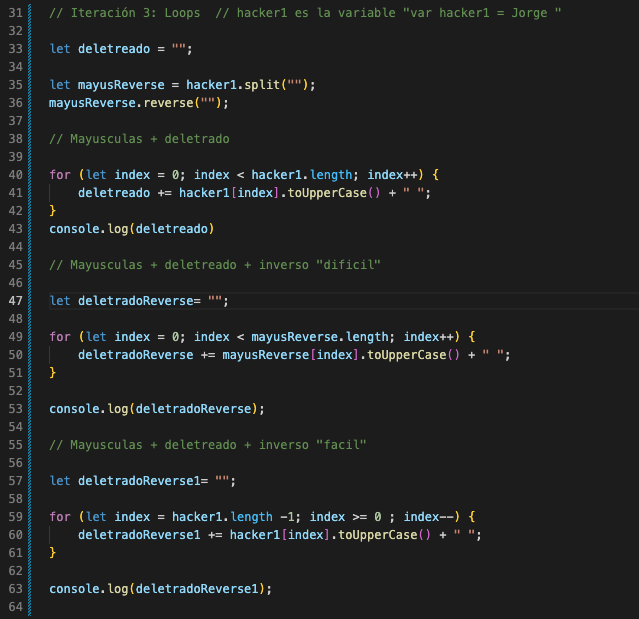 31 // Iteración 3: Loops  // hacker1 es la variable "var hacker1 = Jorge "
32
33 let deletreado = "";
34
35 let mayusReverse = hacker1.split("");
36 mayusReverse.reverse("");
37
38 // Mayusculas + deletrado
39
40 for (let index = 0; index < hacker1.length; index++) {
41     deletreado += hacker1[index].toUpperCase() + " ";
42 }
43 console.log(deletreado)
44
45 // Mayusculas + deletreado + inverso "dificil"
46
47 let deletradoReverse= "";
48
49 for (let index = 0; index < mayusReverse.length; index++) {
50     deletradoReverse += mayusReverse[index].toUpperCase() + " ";
51 }
52
53 console.log(deletradoReverse);
54
55 // Mayusculas + deletreado + inverso "facil"
56
57 let deletradoReverse1= "";
58
59 for (let index = hacker1.length -1; index >= 0 ; index--) {
60     deletradoReverse1 += hacker1[index].toUpperCase() + " ";
61 }
62
63 console.log(deletradoReverse1);
64